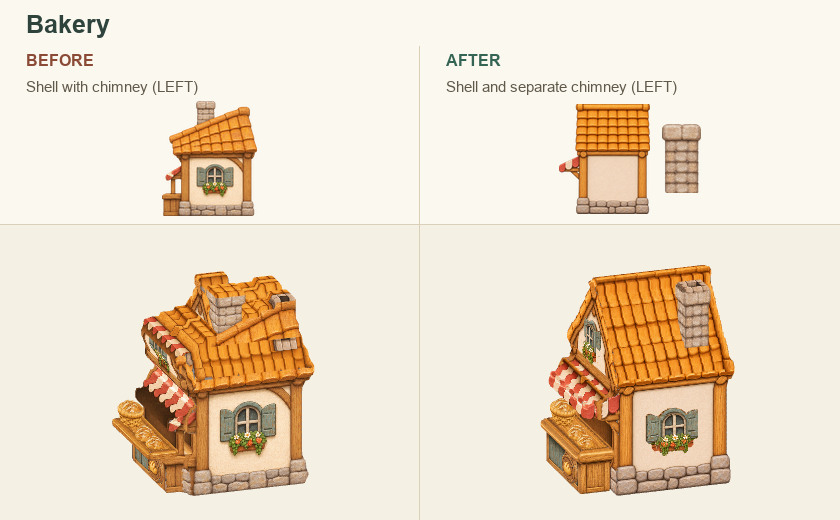 Bakery
BEFORE
Shell with chimney (LEFT)
AFTER
Shell and separate chimney (LEFT)